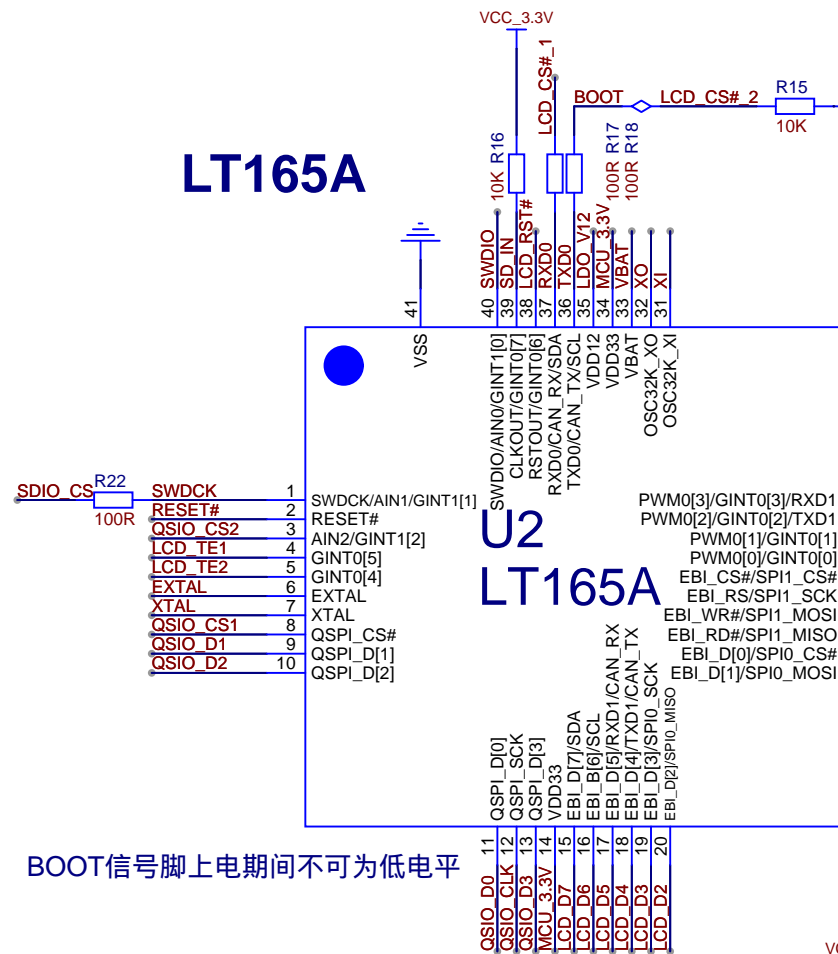 VCC_3.3V
LCD_CS#_1
BOOT
LCD_CS#_2
R15
10K
LT165A
R16
10K
R17
100R
R18
100R
SWDIO
SD_IN
LCD_RST#
RXD0
TXD0
LDO_V12
MCU_3.3V
VBAT
XO
XI
41
40
39
38
37
36
35
34
33
32
31
VSS
SWDIO/AIN0/GINT1[0]
CLKOUT/GINT0[7]
RSTOUT/GINT0[6]
RXD0/CAN_RX/SDA
TXD0/CAN_TX/SCL
VDD12
VDD33
VBAT
OSC32K_XO
OSC32K_XI
SDIO_CS
R22
100R
SWDCK 1 SWDCK/AIN1/GINT1[1]
RESET# 2 RESET#
QSIO_CS2 3 AIN2/GINT1[2]
LCD_TE1 4 GINT0[5]
LCD_TE2 5 GINT0[4]
EXTAL 6 EXTAL
XTAL 7 XTAL
QSIO_CS1 8 QSPI_CS#
QSIO_D1 9 QSPI_D[1]
QSIO_D2 10 QSPI_D[2]
U2
LT165A
PWM0[3]/GINT0[3]/RXD1
PWM0[2]/GINT0[2]/TXD1
PWM0[1]/GINT0[1]
PWM0[0]/GINT0[0]
EBI_CS#/SPI1_CS#
EBI_RS/SPI1_SCK
EBI_WR#/SPI1_MOSI
EBI_RD#/SPI1_MISO
EBI_D[0]/SPI0_CS#
EBI_D[1]/SPI0_MOSI
QSPI_D[0]
QSPI_SCK
QSPI_D[3]
VDD33
EBI_D[7]/SDA
EBI_B[6]/SCL
EBI_D[5]/RXD1/CAN_RX
EBI_D[4]/TXD1/CAN_TX
EBI_D[3]/SPI0_SCK
EBI_D[2]/SPI0_MISO
11
12
13
14
15
16
17
18
19
20
QSIO_D0
QSIO_CLK
QSIO_D3
MCU_3.3V
LCD_D7
LCD_D6
LCD_D5
LCD_D4
LCD_D3
LCD_D2
BOOT信号脚上电期间不可为低电平